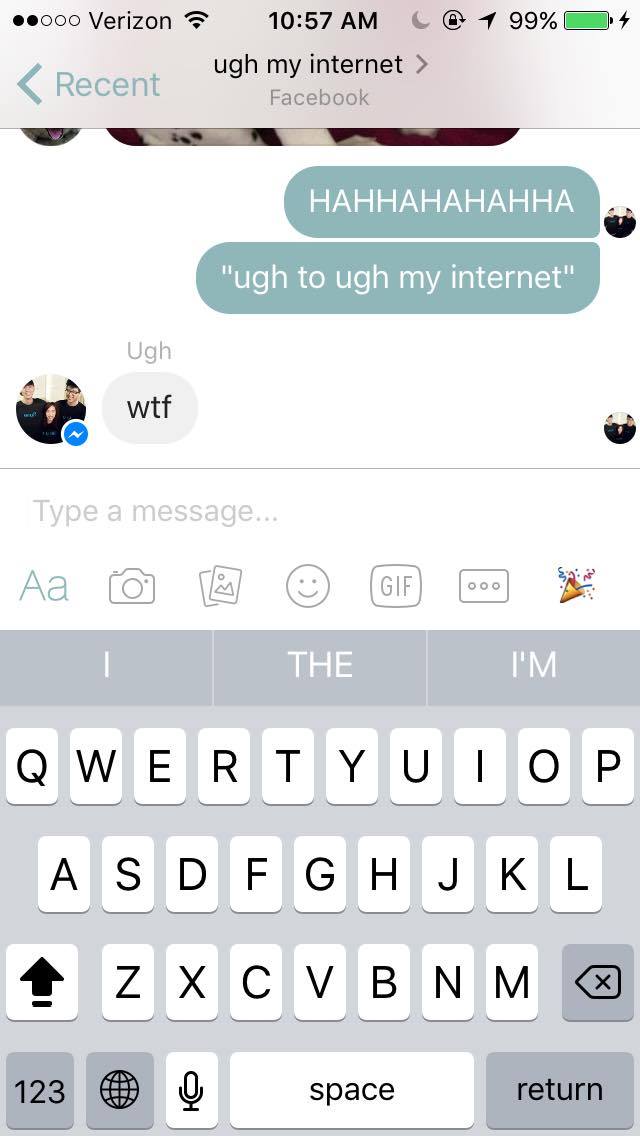 Verizon 10:57 AM 99%
Recent
ugh my internet
Facebook
HAHHAHAHAHHA
"ugh to ugh my internet"
Ugh
wtf
Type a message...
Aa GIF
I THE I'M
Q W E R T Y U I O P
A S D F G H J K L
Z X C V B N M
123 space return